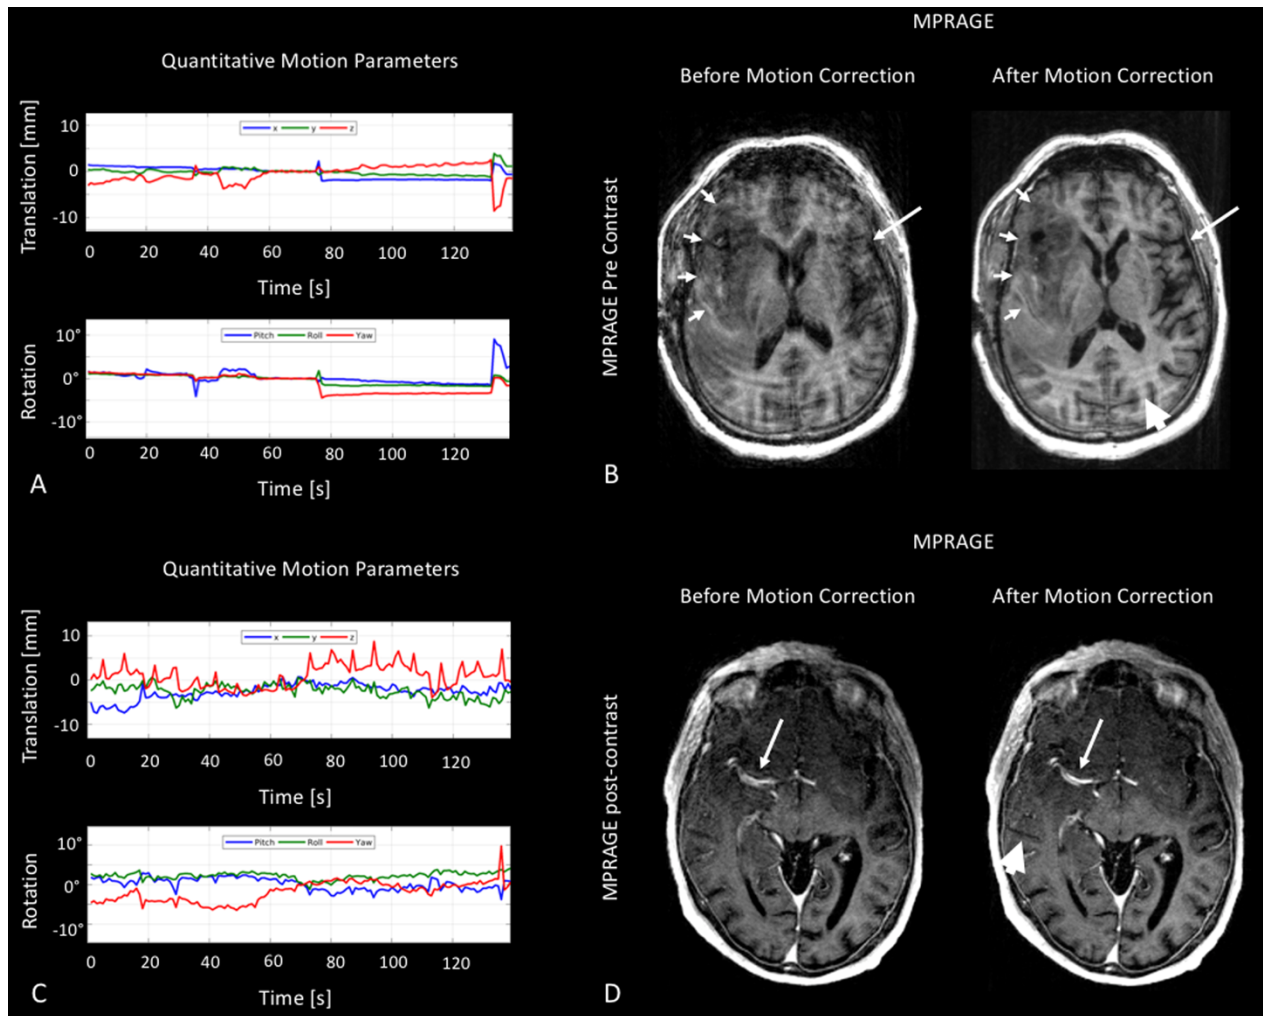 MPRAGE
Quantitative Motion Parameters
Before Motion Correction
After Motion Correction
Translation [mm]
10
0
-10
x y z
0 20 40 60 80 100 120
Time [s]
Rotation
10°
0°
-10°
Pitch Roll Yaw
0 20 40 60 80 100 120
Time [s]
A
MPRAGE Pre Contrast
B
MPRAGE
Quantitative Motion Parameters
Before Motion Correction
After Motion Correction
Translation [mm]
10
0
-10
x y z
0 20 40 60 80 100 120
Time [s]
Rotation
10°
0°
-10°
Pitch Roll Yaw
0 20 40 60 80 100 120
Time [s]
C
MPRAGE post-contrast
D